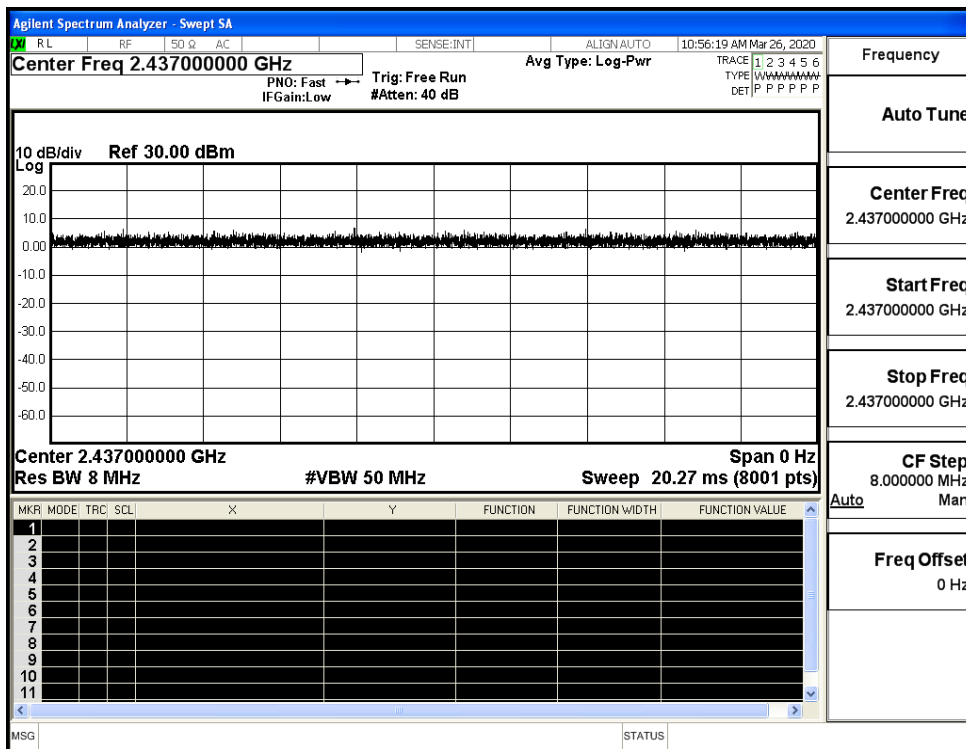 Agilent Spectrum Analyzer - Swept SA
LXI RL RF 50 Ω AC SENSE:INT ALIGNAUTO 10:56:19 AM Mar 26, 2020
Center Freq 2.437000000 GHz
PNO: Fast
IFGain:Low
Trig: Free Run
#Atten: 40 dB
Avg Type: Log-Pwr
TRACE 1 2 3 4 5 6
TYPE WWWWWW
DET P P P P P P
10 dB/div Ref 30.00 dBm
Log
20.0
10.0
0.00
-10.0
-20.0
-30.0
-40.0
-50.0
-60.0
Center 2.437000000 GHz Span 0 Hz
Res BW 8 MHz #VBW 50 MHz Sweep 20.27 ms (8001 pts)
MKR MODE TRC SCL X Y FUNCTION FUNCTION WIDTH FUNCTION VALUE
1
2
3
4
5
6
7
8
9
10
11
MSG STATUS
Frequency
Auto Tune
Center Freq
2.437000000 GHz
Start Freq
2.437000000 GHz
Stop Freq
2.437000000 GHz
CF Step
8.000000 MHz
Auto Man
Freq Offset
0 Hz